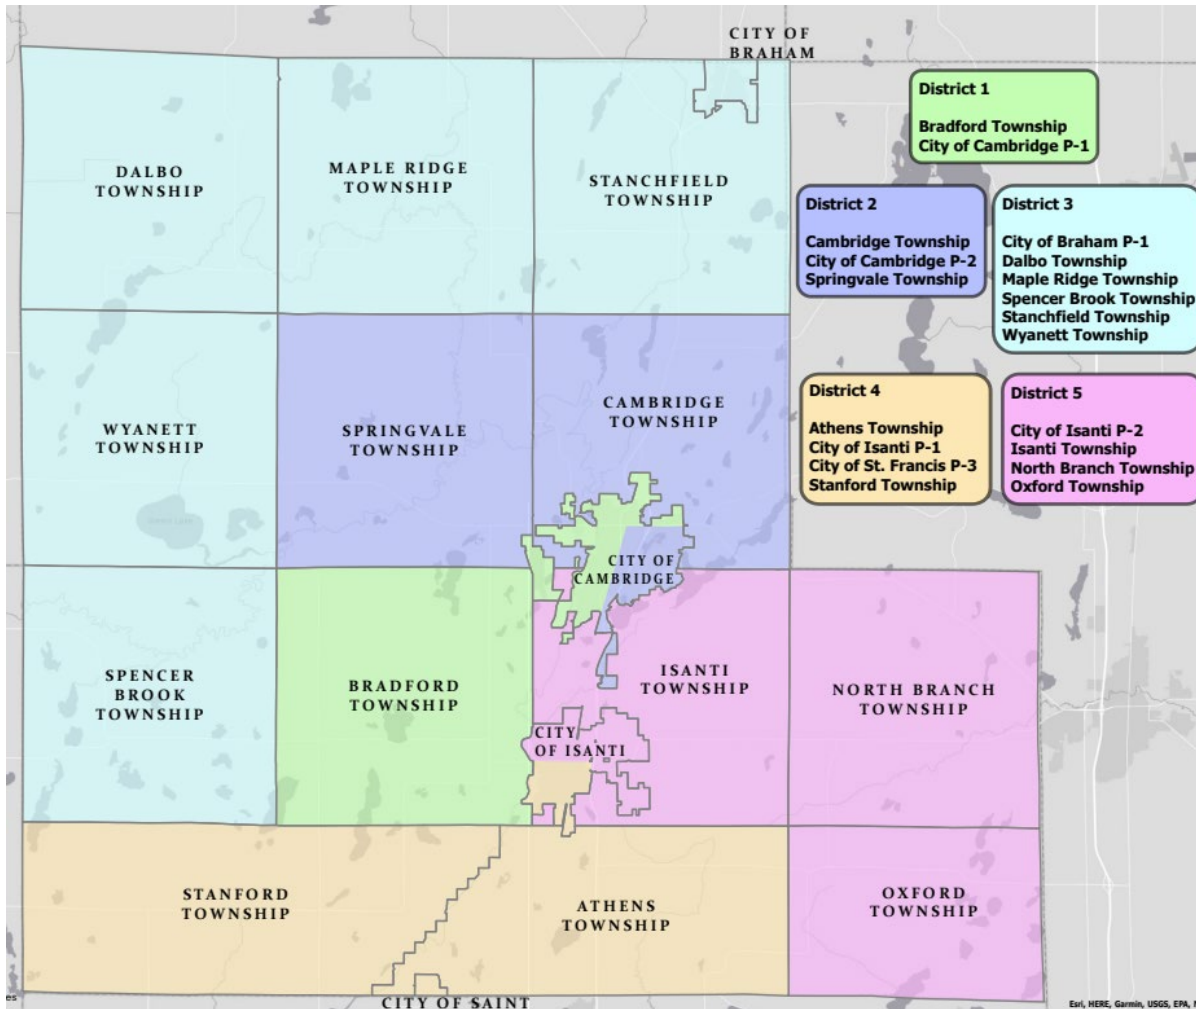 CITY OF
BRAHAM
DALBO
TOWNSHIP
MAPLE RIDGE
TOWNSHIP
STANCHFIELD
TOWNSHIP
District 1
Bradford Township
City of Cambridge P-1
District 2
Cambridge Township
City of Cambridge P-2
Springvale Township
District 3
City of Braham P-1
Dalbo Township
Maple Ridge Township
Spencer Brook Township
Stanchfield Township
Wyanett Township
District 4
Athens Township
City of Isanti P-1
City of St. Francis P-3
Stanford Township
District 5
City of Isanti P-2
Isanti Township
North Branch Township
Oxford Township
WYANETT
TOWNSHIP
SPRINGVALE
TOWNSHIP
CAMBRIDGE
TOWNSHIP
CITY OF
CAMBRIDGE
SPENCER
BROOK
TOWNSHIP
BRADFORD
TOWNSHIP
ISANTI
TOWNSHIP
NORTH BRANCH
TOWNSHIP
CITY
OF ISANTI
STANFORD
TOWNSHIP
ATHENS
TOWNSHIP
OXFORD
TOWNSHIP
CITY OF SAINT
es
Esri, HERE, Garmin, USGS, EPA,